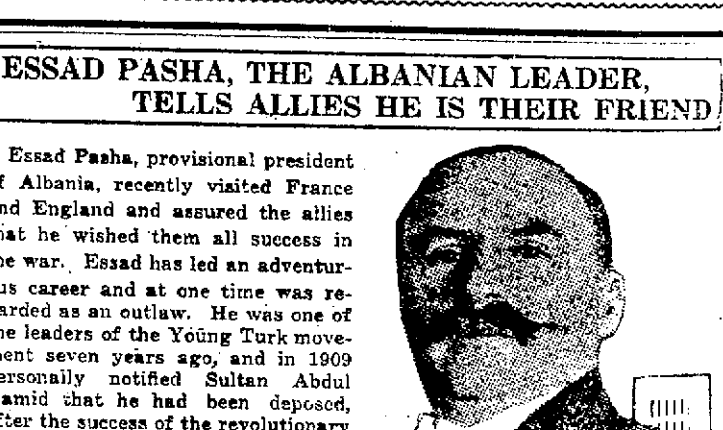 ESSAD PASHA, THE ALBANIAN LEADER,
TELLS ALLIES HE IS THEIR FRIEND
Essad Pasha, provisional president
f Albania, recently visited France
nd England and assured the allies
hat he wished them all success in
he war. Essad has led an adventur-
us career and at one time was re-
arded as an outlaw. He was one of
he leaders of the Young Turk move-
ent seven years ago, and in 1909
ersonally notified Sultan Abdul
amid that he had been deposed,
fter the success of the revolutionary